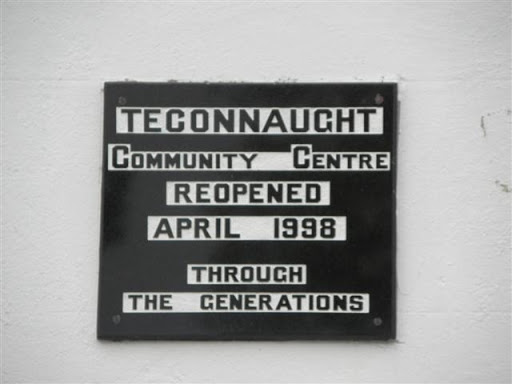 TECONNAUGHT
COMMUNITY CENTRE
REOPENED
APRIL 1998
THROUGH
THE GENERATIONS